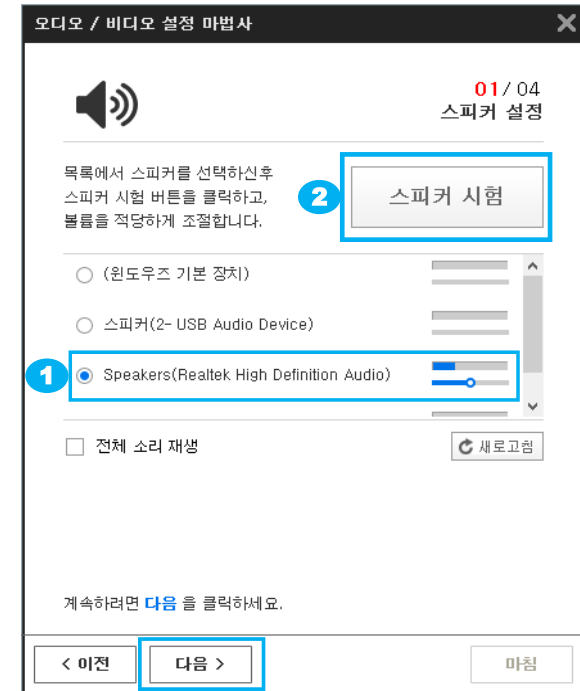 오디오 / 비디오 설정 마법사
01/ 04
스피커 설정
목록에서 스피커를 선택하신후
스피커 시험 버튼을 클릭하고,
볼륨을 적당하게 조절합니다.
2
스피커 시험
(윈도우즈 기본 장치)
스피커(2- USB Audio Device)
1
Speakers(Realtek High Definition Audio)
전체 소리 재생
새로고침
계속하려면 다음 을 클릭하세요.
< 이전
다음 >
마침